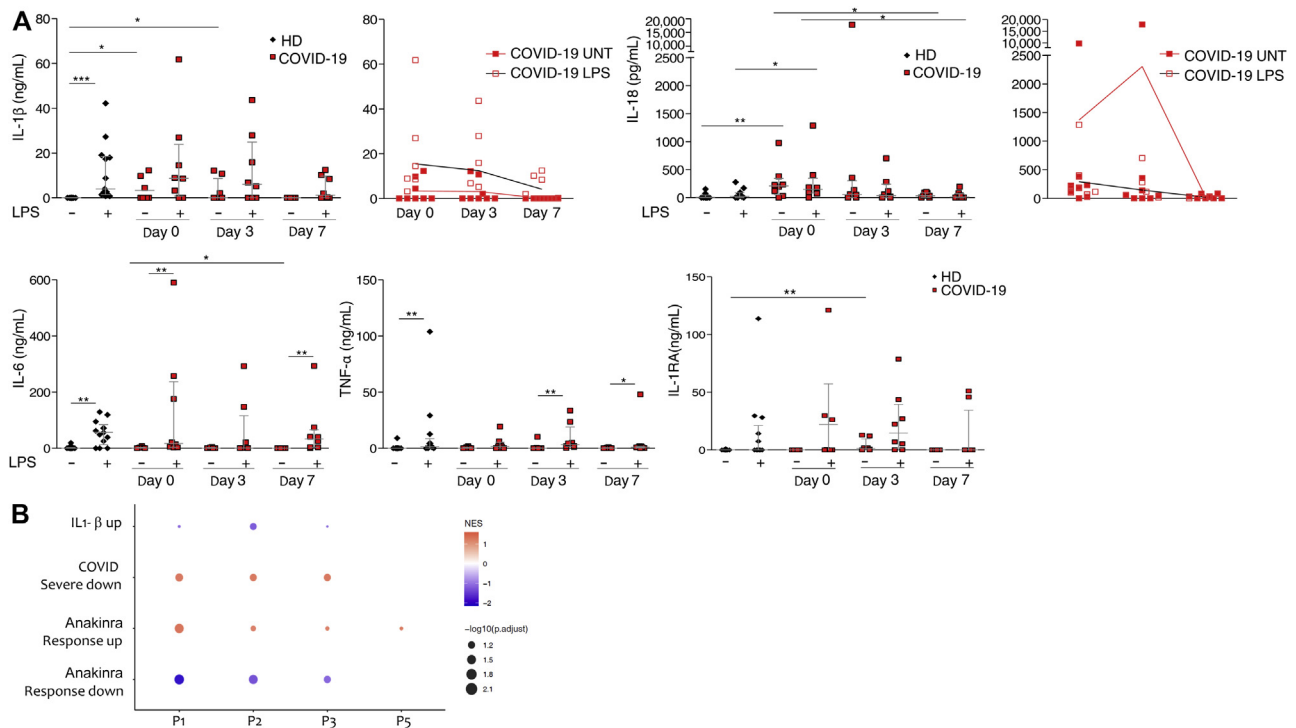 A
IL-1β (ng/mL)
80
60
40
20
0
*
*
***
HD
COVID-19
LPS
− + − + − + − +
Day 0 Day 3 Day 7
80
60
40
20
0
COVID-19 UNT
COVID-19 LPS
Day 0 Day 3 Day 7
IL-18 (pg/mL)
20,000
15,000
10,000
5000
2500
2000
1500
1000
500
0
*
*
*
**
HD
COVID-19
LPS
− + − + − + − +
Day 0 Day 3 Day 7
20,000
15,000
10,000
5000
2500
2000
1500
1000
500
0
COVID-19 UNT
COVID-19 LPS
IL-6 (ng/mL)
600
400
200
0
*
**
**
**
LPS
− + − + − + − +
Day 0 Day 3 Day 7
TNF-α (ng/mL)
150
100
50
0
**
**
*
− + − + − + − +
Day 0 Day 3 Day 7
IL-1RA(ng/mL)
150
100
50
0
**
HD
COVID-19
− + − + − + − +
Day 0 Day 3 Day 7
B
IL1- β up
COVID
Severe down
Anakinra
Response up
Anakinra
Response down
P1 P2 P3 P5
NES
1
0
−1
−2
−log10(p.adjust)
1.2
1.5
1.8
2.1